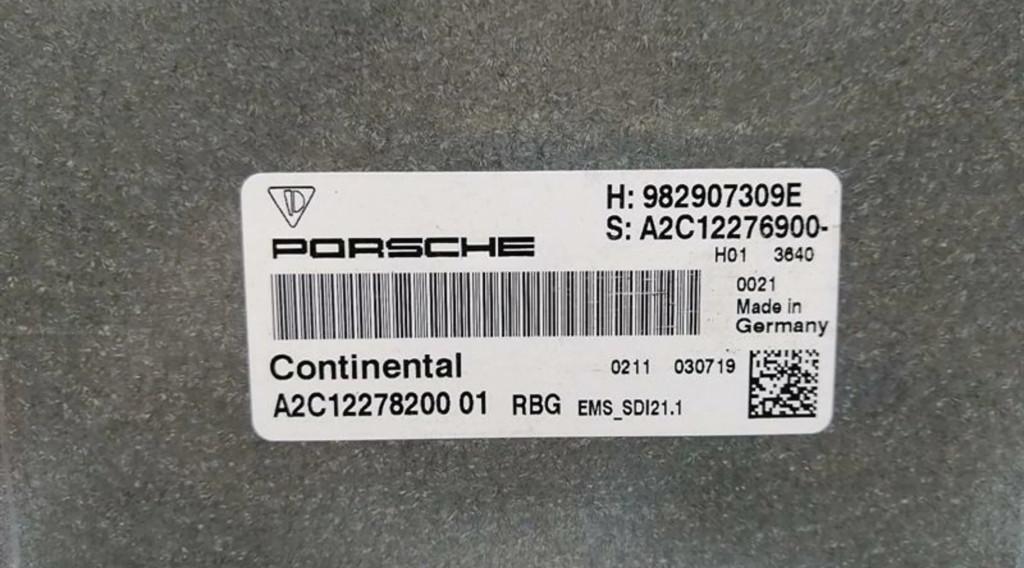 PORSCHE
H: 982907309E
S: A2C12276900-
H01 3640
0021
Made in
Germany
Continental
0211 030719
A2C12278200 01 RBG EMS_SDI21.1